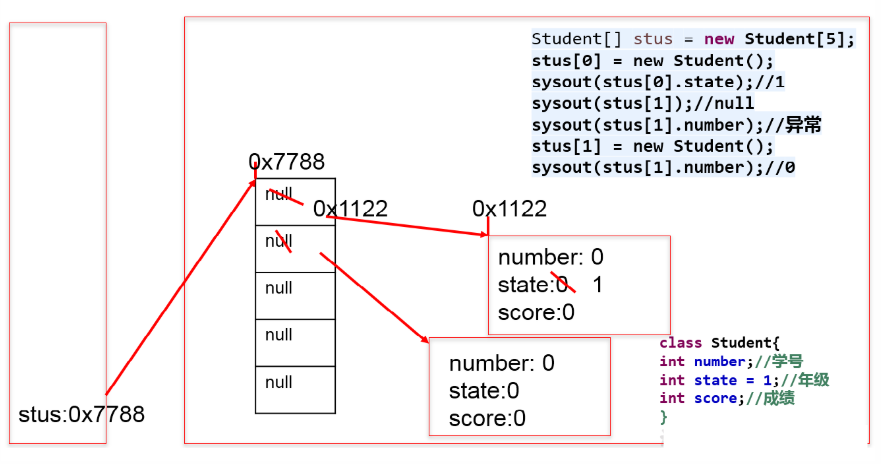 Student[] stus = new Student[5];
stus[0] = new Student();
sysout(stus[0].state);//1
sysout(stus[1]);//null
sysout(stus[1].number);//异常
stus[1] = new Student();
sysout(stus[1].number);//0
0x7788
null
0x1122
0x1122
null
null
null
null
number: 0
state:0 1
score:0
number: 0
state:0
score:0
class Student{
int number;//学号
int state = 1;//年级
int score;//成绩
}
stus:0x7788